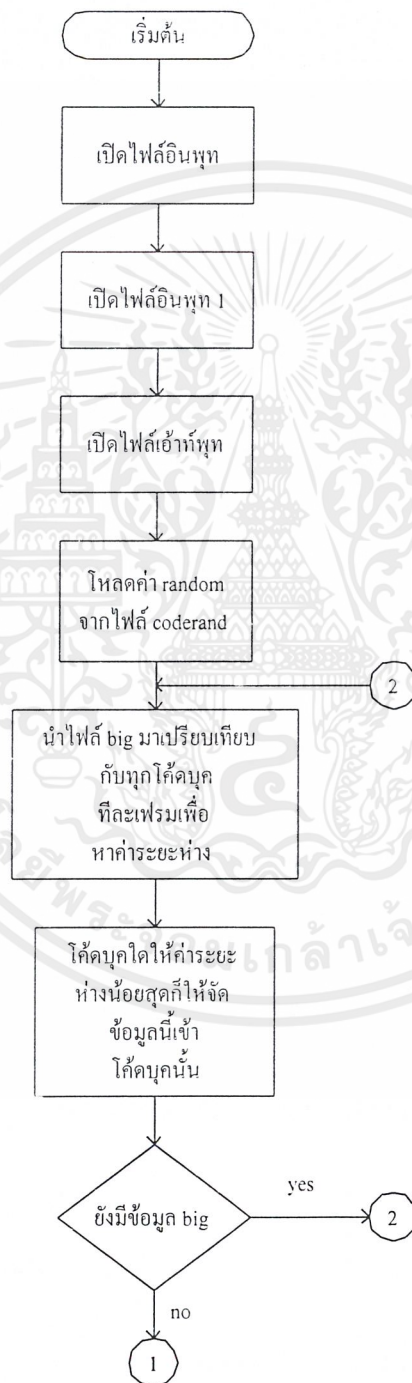 เริ่มต้น
เปิดไฟล์อินพุท
เปิดไฟล์อินพุท 1
เปิดไฟล์เอ้าท์พุท
โหลดค่า random
จากไฟล์ coderand
2
นำไฟล์ big มาเปรียบเทียบ
กับทุกโค้ดบุค
ทีละเฟรมเพื่อ
หาค่าระยะห่าง
โค้ดบุคใดให้ค่าระยะ
ห่างน้อยสุดก็ให้จัด
ข้อมูลนี้เข้า
โค้ดบุคนั้น
ยังมีข้อมูล big
yes
2
no
1